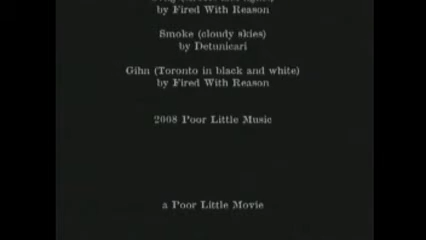 by Fired With Reason
Smoke (cloudy skies)
by Detunicari
Gihn (Toronto in black and white)
by Fired With Reason
2008 Poor Little Music
a Poor Little Movie